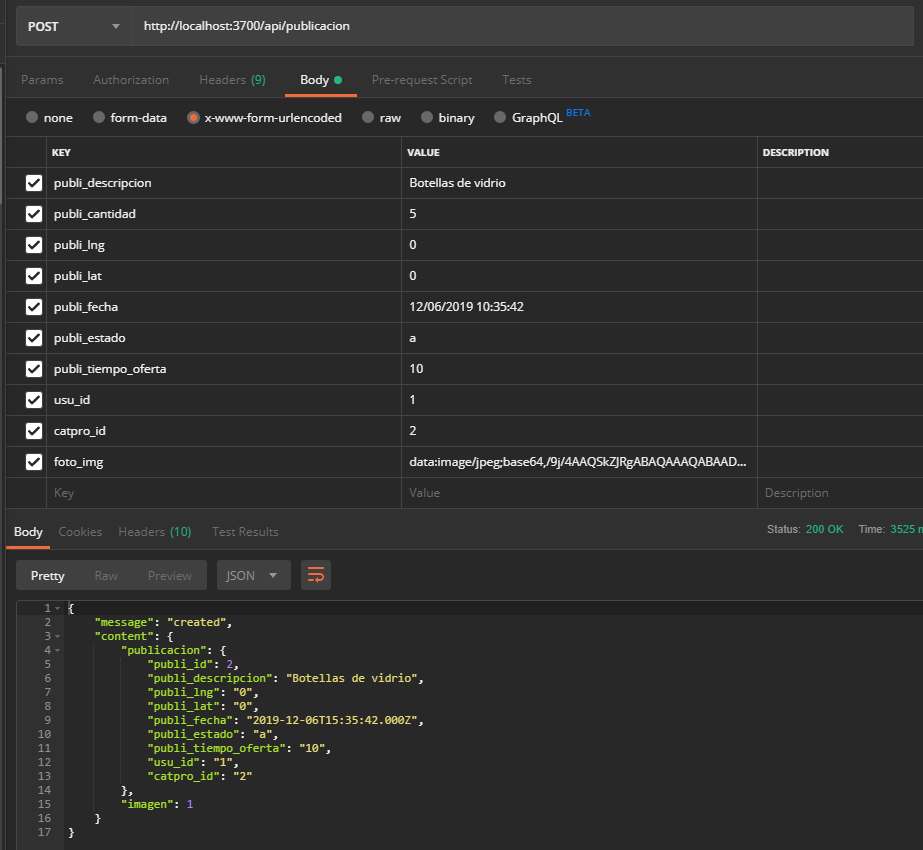 POST http://localhost:3700/api/publicacion
Params Authorization Headers (9) Body Pre-request Script Tests
none form-data x-www-form-urlencoded raw binary GraphQL BETA
KEY VALUE DESCRIPTION
publi_descripcion Botellas de vidrio
publi_cantidad 5
publi_lng 0
publi_lat 0
publi_fecha 12/06/2019 10:35:42
publi_estado a
publi_tiempo_oferta 10
usu_id 1
catpro_id 2
foto_img data:image/jpeg;base64,/9j/4AAQSkZJRgABAQAAAQABAAD...
Key Value Description
Body Cookies Headers (10) Test Results Status: 200 OK Time: 3525 m
Pretty Raw Preview JSON
1 {
2 "message": "created",
3 "content": {
4 "publicacion": {
5 "publi_id": 2,
6 "publi_descripcion": "Botellas de vidrio",
7 "publi_lng": "0",
8 "publi_lat": "0",
9 "publi_fecha": "2019-12-06T15:35:42.000Z",
10 "publi_estado": "a",
11 "publi_tiempo_oferta": "10",
12 "usu_id": "1",
13 "catpro_id": "2"
14 },
15 "imagen": 1
16 }
17 }